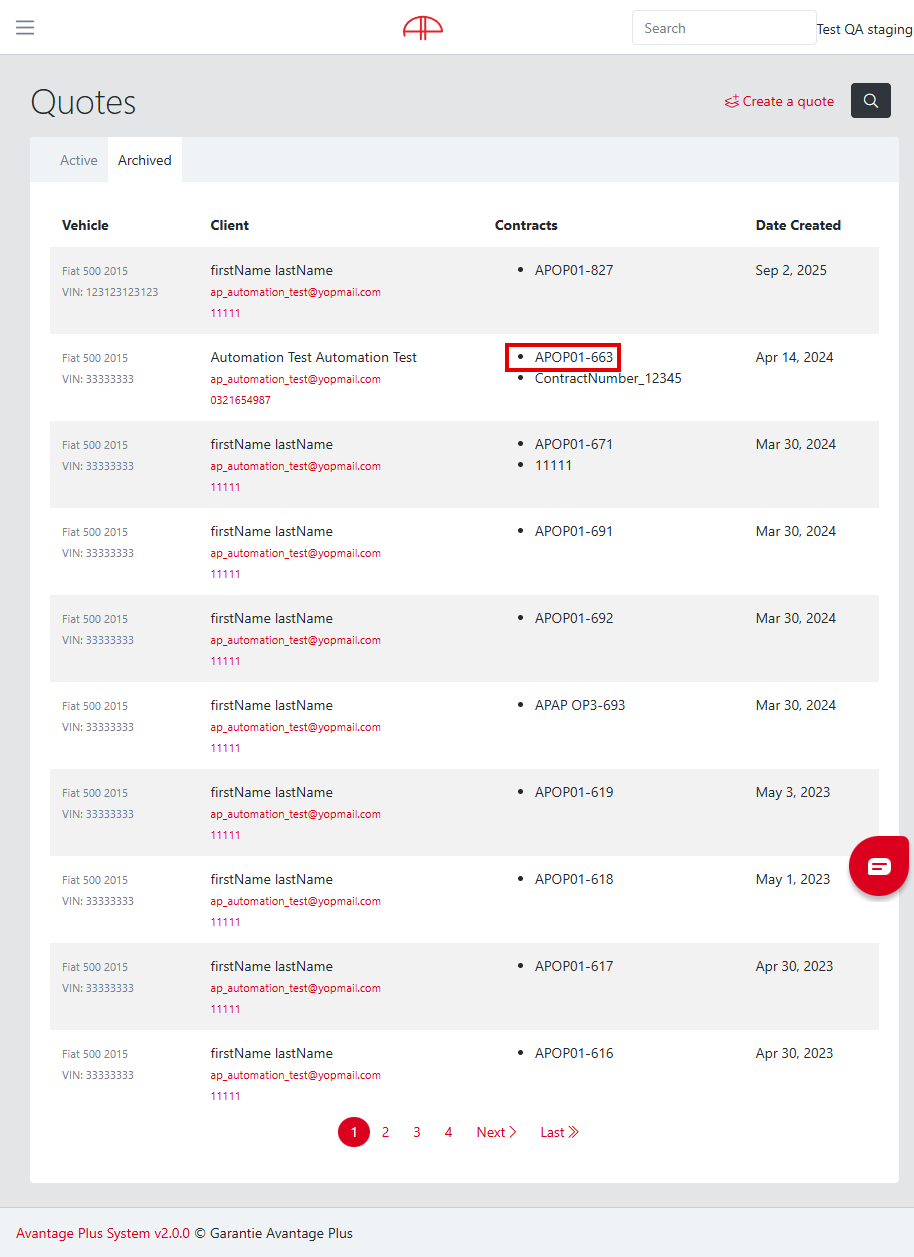 Search
Test QA staging
Quotes
Create a quote
Active
Archived
Vehicle Client Contracts Date Created
Fiat 500 2015 firstName lastName • APOP01-827 Sep 2, 2025
VIN: 123123123123 ap_automation_test@yopmail.com
11111
Fiat 500 2015 Automation Test Automation Test • APOP01-663 Apr 14, 2024
VIN: 33333333 ap_automation_test@yopmail.com • ContractNumber_12345
0321654987
Fiat 500 2015 firstName lastName • APOP01-671 Mar 30, 2024
VIN: 33333333 ap_automation_test@yopmail.com • 11111
11111
Fiat 500 2015 firstName lastName • APOP01-691 Mar 30, 2024
VIN: 33333333 ap_automation_test@yopmail.com
11111
Fiat 500 2015 firstName lastName • APOP01-692 Mar 30, 2024
VIN: 33333333 ap_automation_test@yopmail.com
11111
Fiat 500 2015 firstName lastName • APAP OP3-693 Mar 30, 2024
VIN: 33333333 ap_automation_test@yopmail.com
11111
Fiat 500 2015 firstName lastName • APOP01-619 May 3, 2023
VIN: 33333333 ap_automation_test@yopmail.com
11111
Fiat 500 2015 firstName lastName • APOP01-618 May 1, 2023
VIN: 33333333 ap_automation_test@yopmail.com
11111
Fiat 500 2015 firstName lastName • APOP01-617 Apr 30, 2023
VIN: 33333333 ap_automation_test@yopmail.com
11111
Fiat 500 2015 firstName lastName • APOP01-616 Apr 30, 2023
VIN: 33333333 ap_automation_test@yopmail.com
11111
1 2 3 4 Next Last
Avantage Plus System v2.0.0 © Garantie Avantage Plus